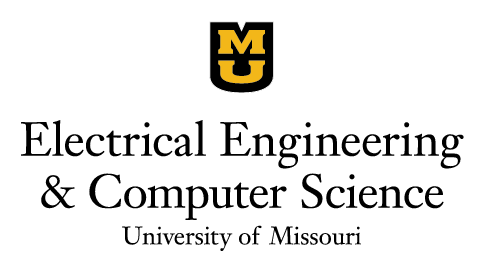 MU
Electrical Engineering
& Computer Science
University of Missouri